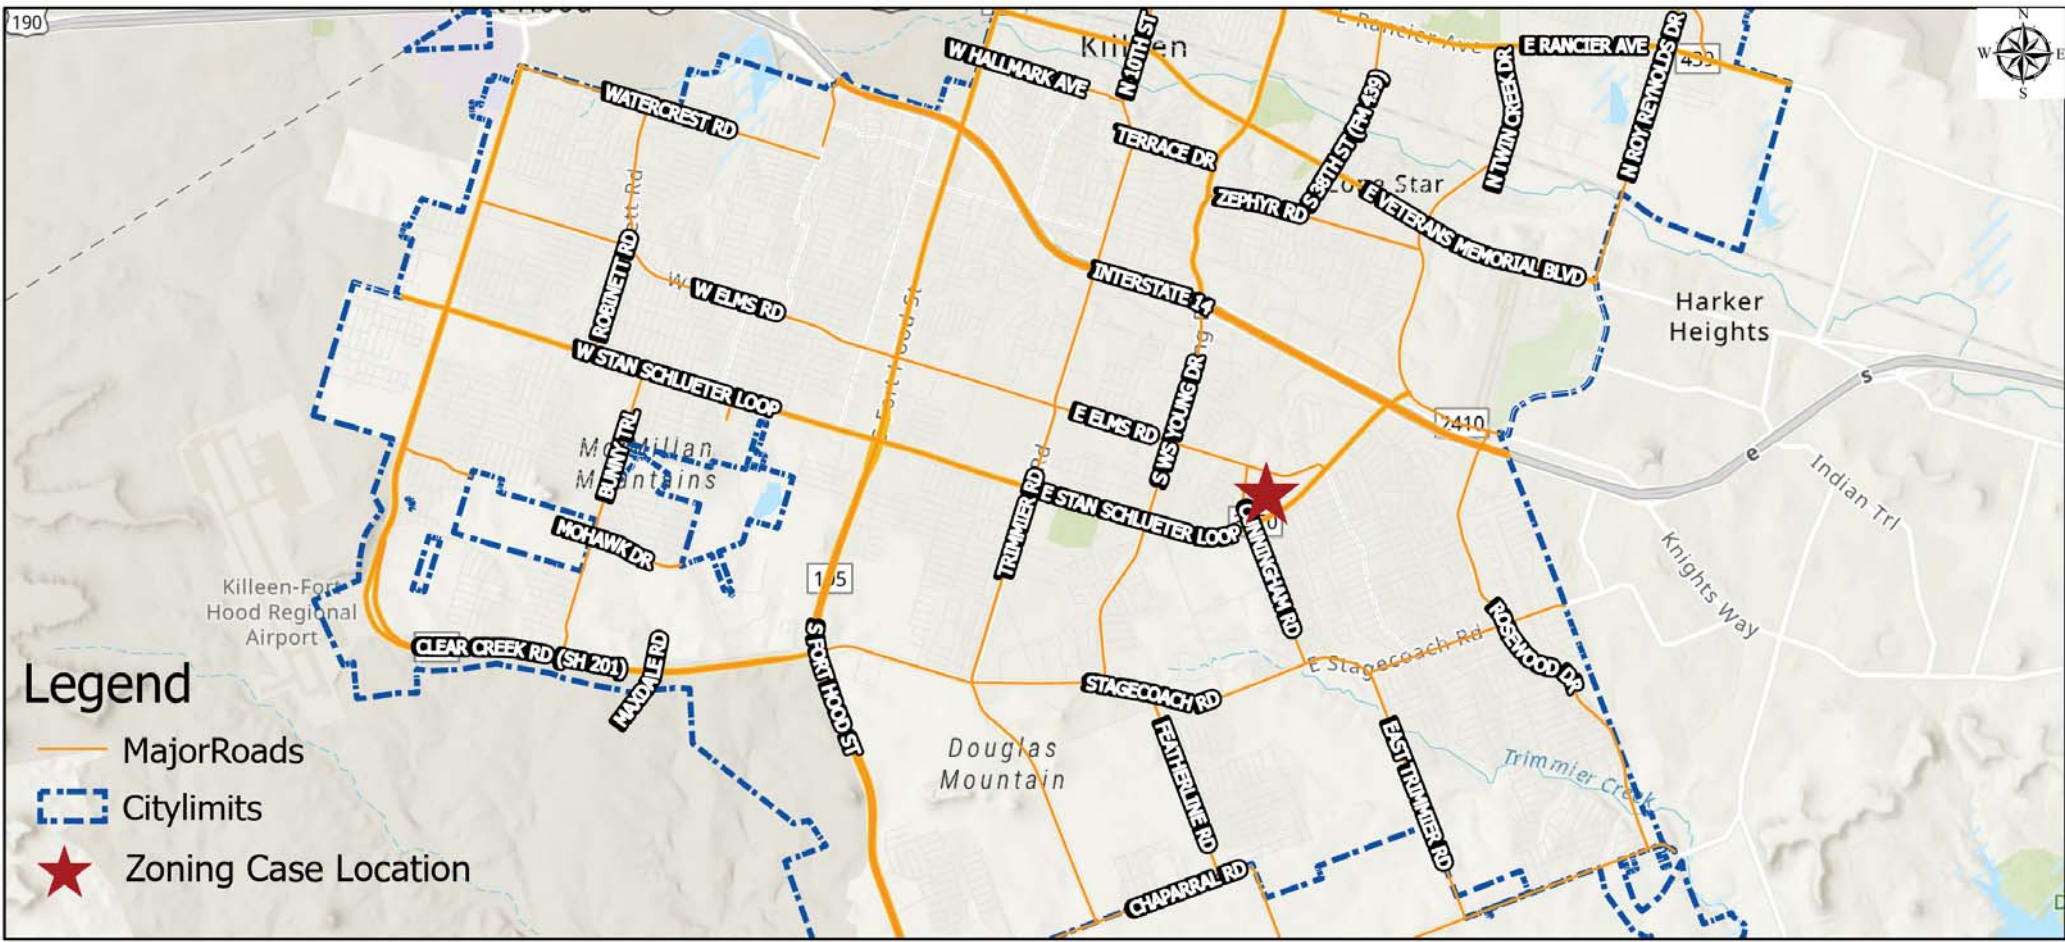 190
Killeen
E Rancier Ave
E RANCIER AVE
N ROY REYNOLDS DR
439
N
W
E
S
W HALLMARK AVE
N 10TH ST
WATERCREST RD
TERRACE DR
S 38TH ST (FM 439)
N TWIN CREEK DR
ZEPHYR RD
Star
E VETERANS MEMORIAL BLVD
ROBINETT RD
W ELMS RD
INTERSTATE 14
Harker
Heights
W STAN SCHLUETER LOOP
S WS YOUNG DR
E ELMS RD
2410
BUNNY TRL
TRIMMIER RD
E STAN SCHLUETER LOOP
CUNNINGHAM RD
Indian Trl
Knights Way
MOHAWK DR
195
Killeen-Fort
Hood Regional
Airport
CLEAR CREEK RD (SH 201)
MAXDALE RD
S FORT HOOD ST
E Stagecoach Rd
STAGECOACH RD
ROSEWOOD DR
Douglas
Mountain
FEATHERLINE RD
EAST TRIMMIER RD
Trimmier Creek
CHAPARRAL RD
Legend
MajorRoads
Citylimits
Zoning Case Location